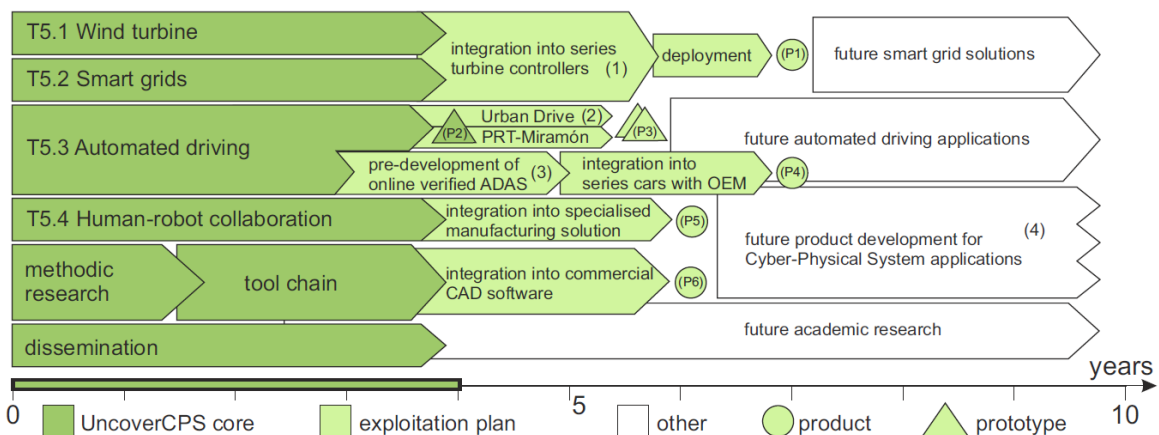 T5.1 Wind turbine
T5.2 Smart grids
integration into series
turbine controllers (1)
deployment
(P1)
future smart grid solutions
T5.3 Automated driving
(P2)
Urban Drive (2)
PRT-Miramón
(P3)
future automated driving applications
pre-development of
online verified ADAS (3)
integration into
series cars with OEM
(P4)
T5.4 Human-robot collaboration
integration into specialised
manufacturing solution
(P5)
future product development for
Cyber-Physical System applications
(4)
methodic
research
tool chain
integration into commercial
CAD software
(P6)
future academic research
dissemination
years
0
5
10
UncoverCPS core
exploitation plan
other
product
prototype